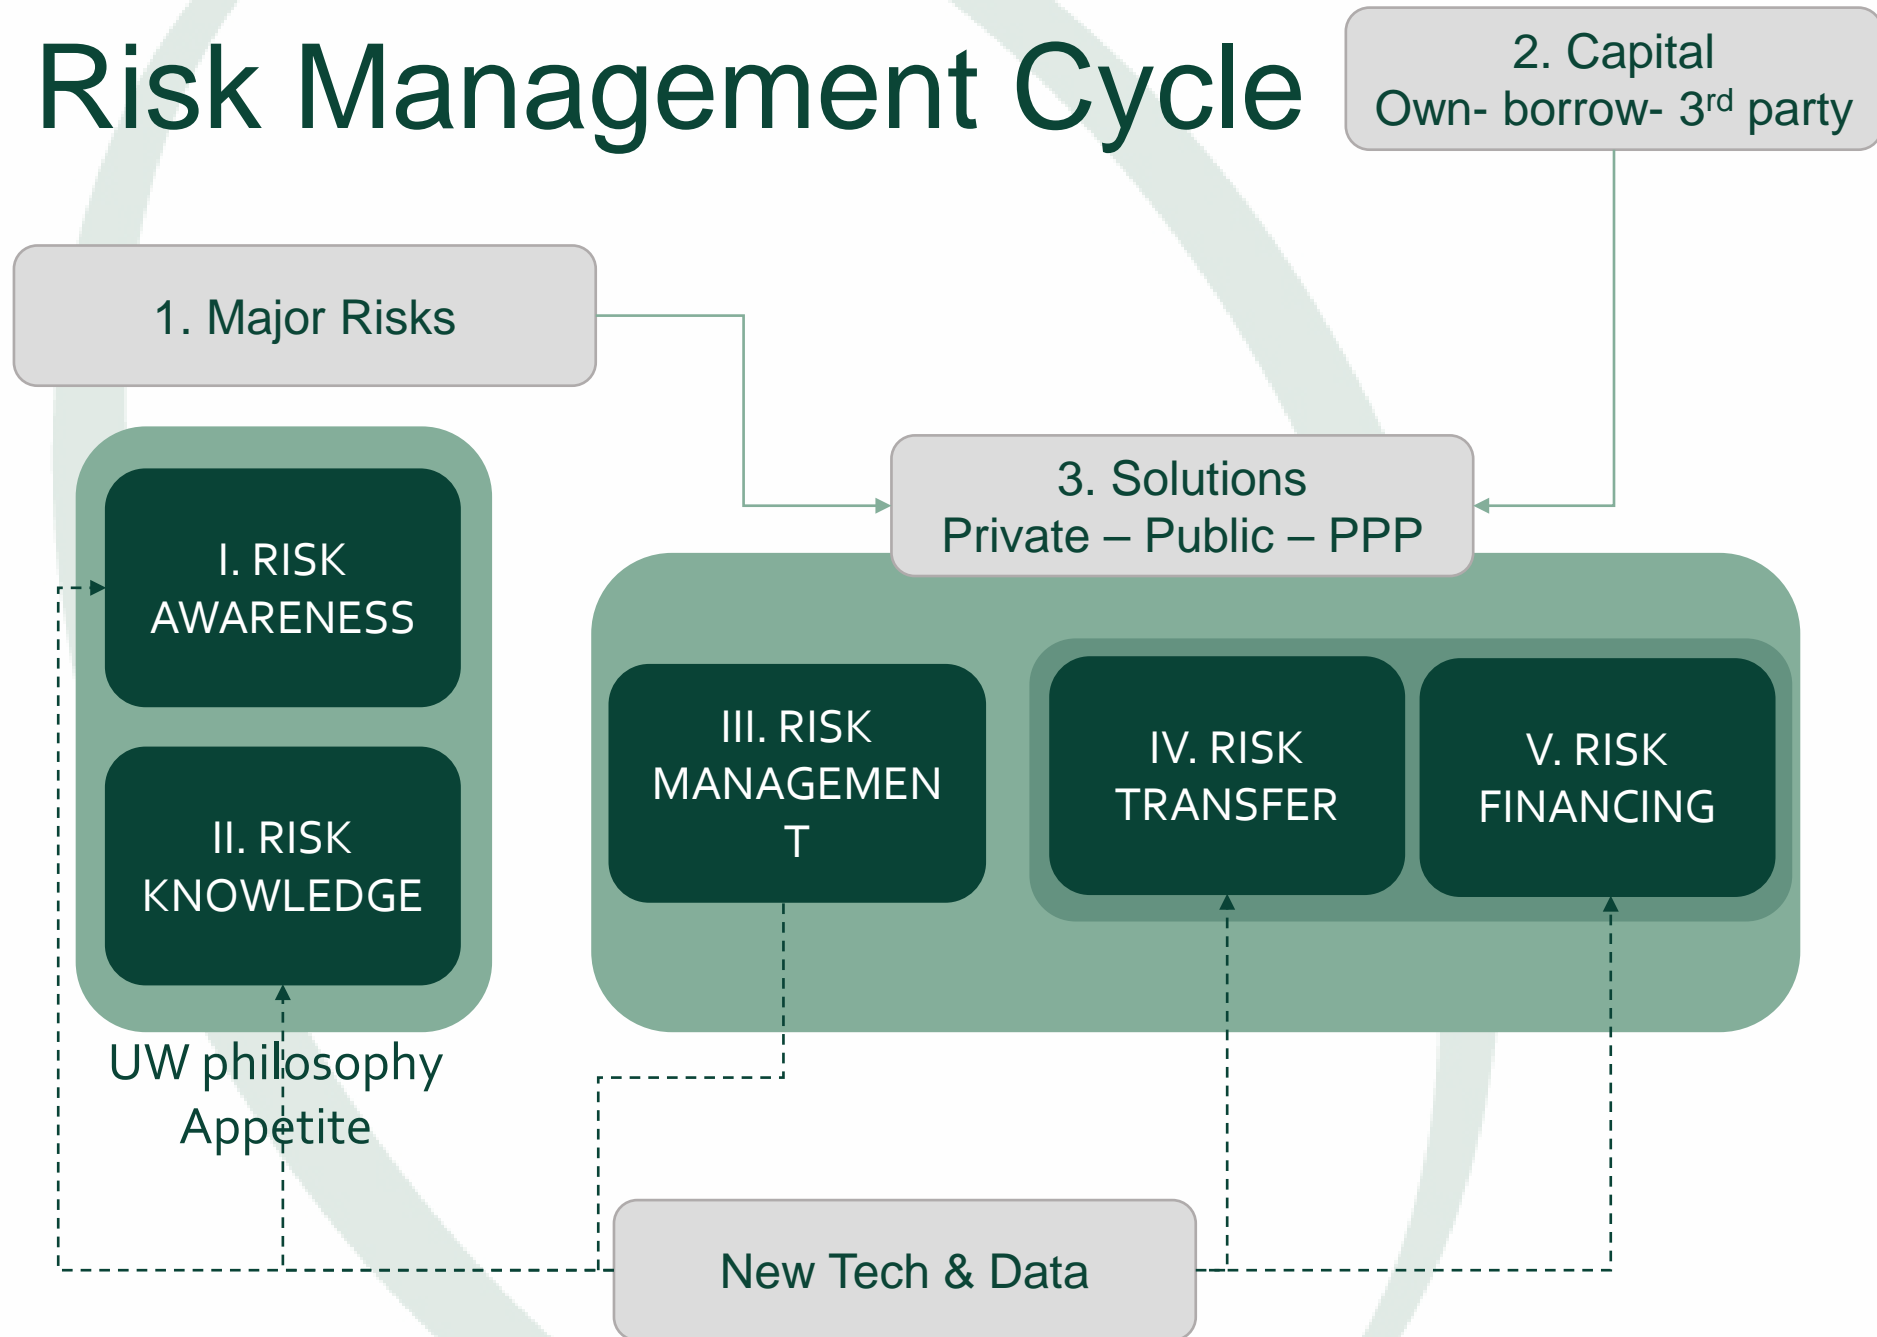 Risk Management Cycle
2. Capital
Own- borrow- 3rd party
1. Major Risks
3. Solutions
Private – Public – PPP
I. RISK
AWARENESS
II. RISK
KNOWLEDGE
III. RISK
MANAGEMEN
T
IV. RISK
TRANSFER
V. RISK
FINANCING
UW philosophy
Appetite
New Tech & Data